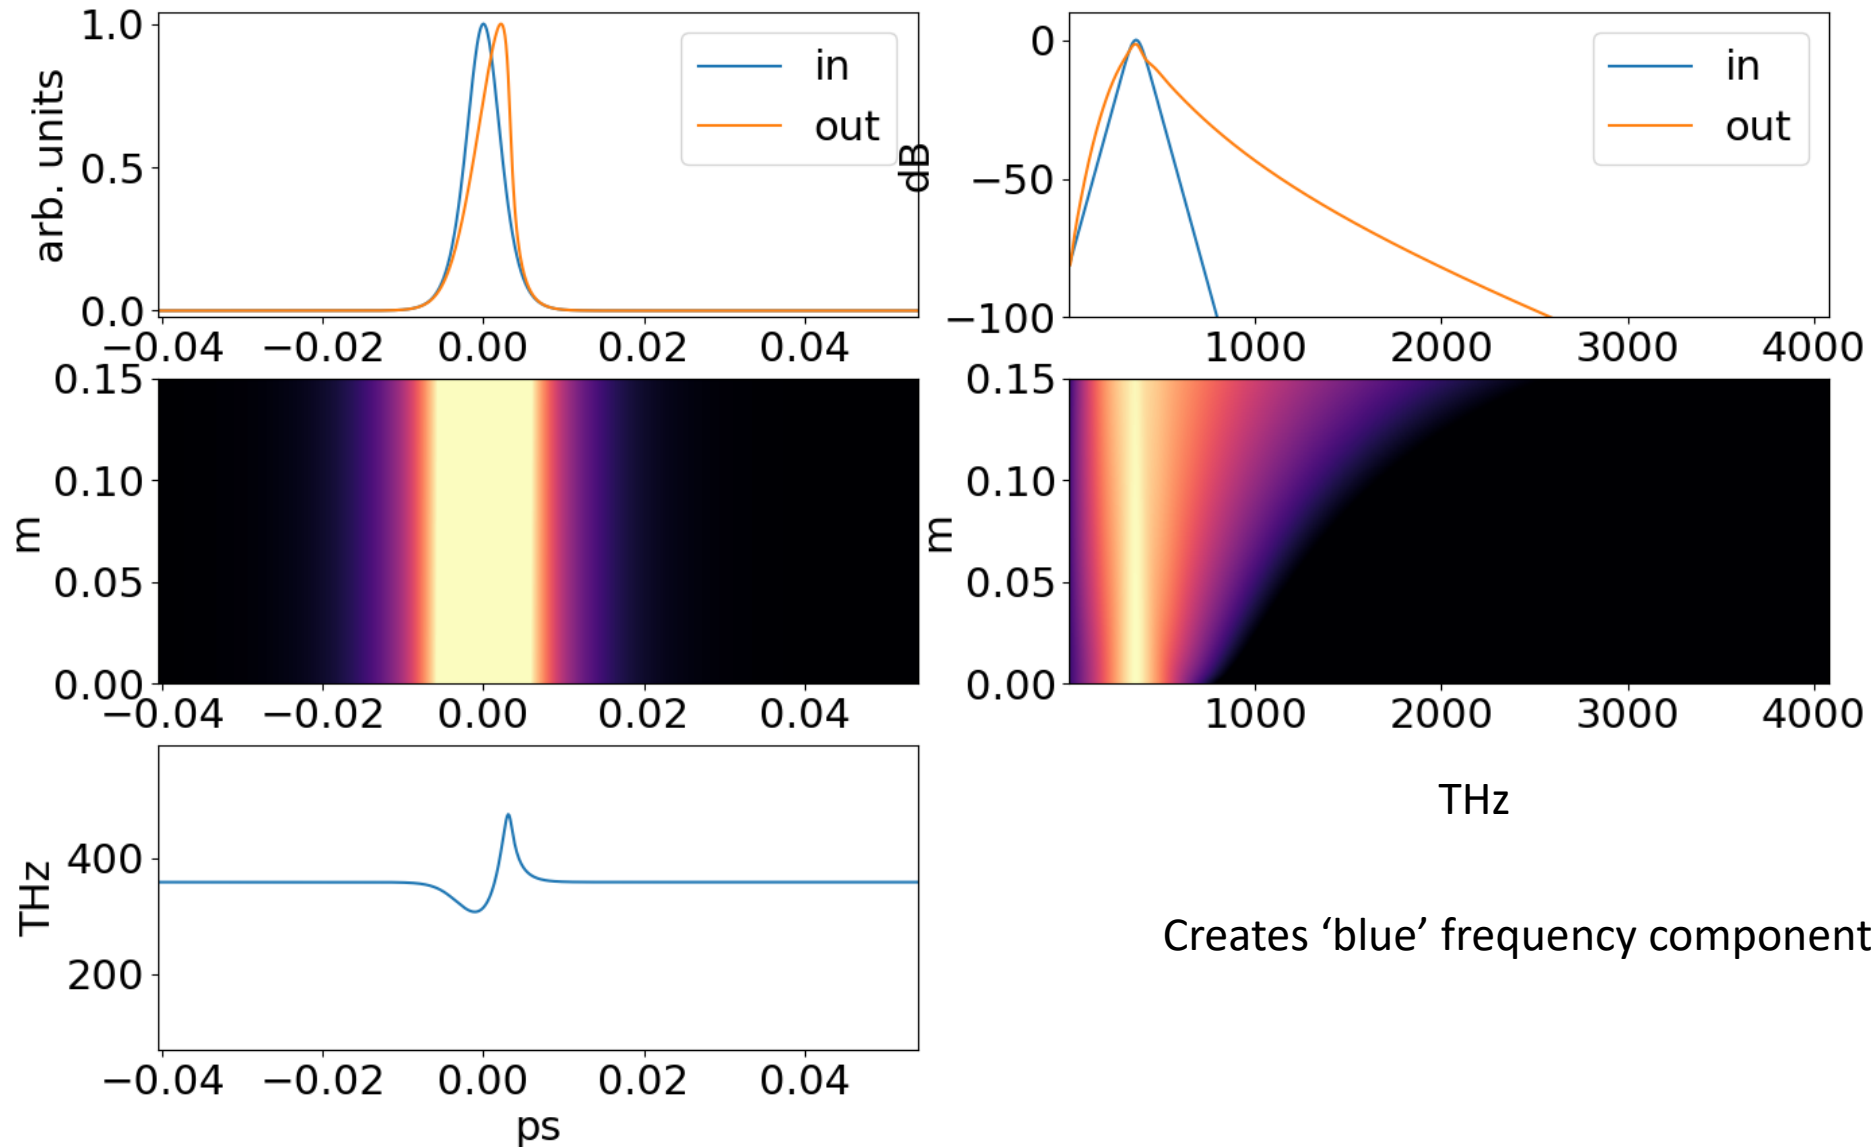 1.0
0.5
0.0
arb. units
in
out
−0.04 −0.02 0.00 0.02 0.04
0
−50
−100
dB
in
out
1000 2000 3000 4000
0.15
0.10
0.05
0.00
m
−0.04 −0.02 0.00 0.02 0.04
0.15
0.10
0.05
0.00
m
1000 2000 3000 4000
THz
400
200
THz
−0.04 −0.02 0.00 0.02 0.04
ps
Creates ‘blue’ frequency component